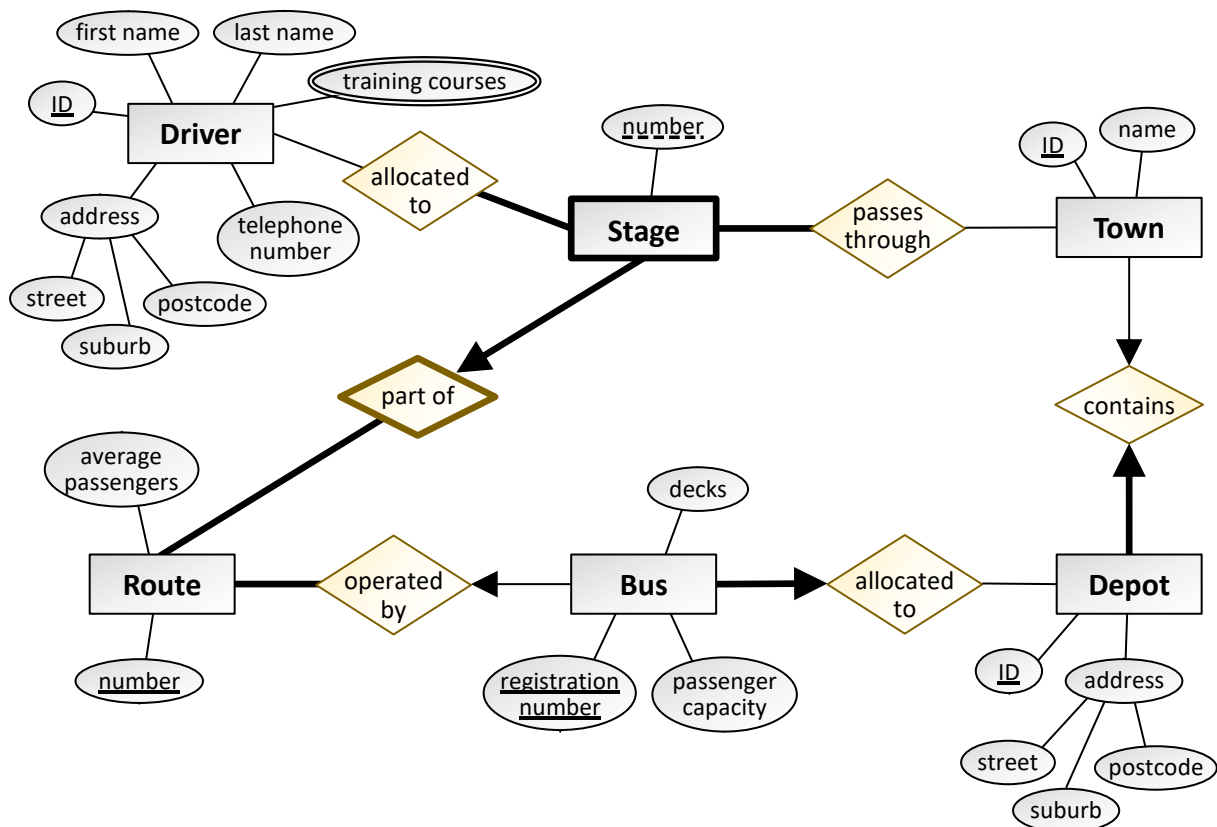 first name
last name
training courses
ID
Driver
number
ID
name
allocated
to
address
telephone
number
Stage
passes
through
Town
street
postcode
suburb
part of
contains
average
passengers
decks
Route
operated
by
Bus
allocated
to
Depot
number
registration
number
passenger
capacity
ID
address
street
postcode
suburb